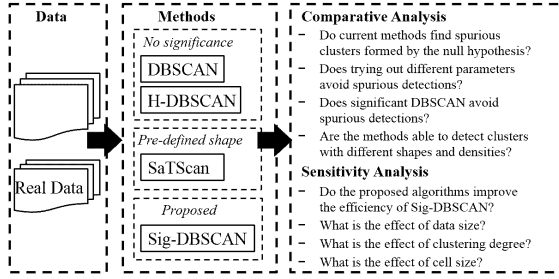 Data
Real Data
Methods
No significance
DBSCAN
H-DBSCAN
Pre-defined shape
SaTScan
Proposed
Sig-DBSCAN
Comparative Analysis
– Do current methods find spurious
clusters formed by the null hypothesis?
– Does trying out different parameters
avoid spurious detections?
– Does significant DBSCAN avoid
spurious detections?
– Are the methods able to detect clusters
with different shapes and densities?
Sensitivity Analysis
– Do the proposed algorithms improve
the efficiency of Sig-DBSCAN?
– What is the effect of data size?
– What is the effect of clustering degree?
– What is the effect of cell size?